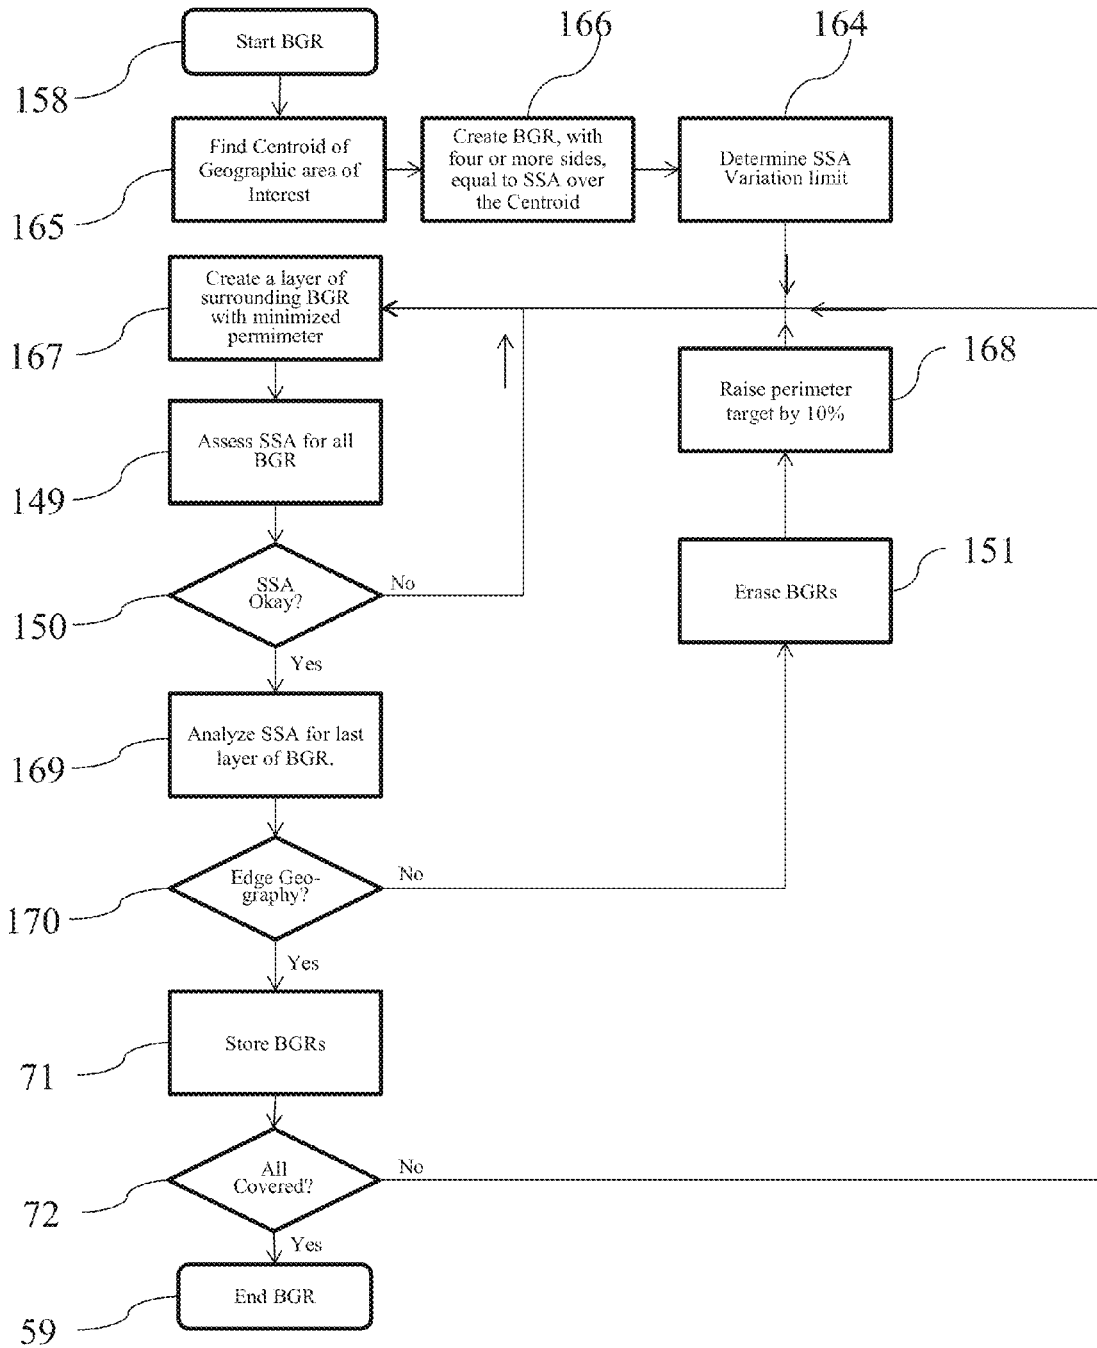 166
164
Start BGR
158
Find Centroid of
Geographic area of
Interest
Create BGR, with
four or more sides,
equal to SSA over
the Centroid
Determine SSA
Variation limit
165
Create a layer of
surrounding BGR
with minimized
permimeter
167
168
Raise perimeter
target by 10%
Assess SSA for all
BGR
149
151
SSA
Okay?
No
Erase BGRs
150
Yes
Analyze SSA for last
layer of BGR.
169
Edge Geo-
graphy?
No
170
Yes
Store BGRs
71
All
Covered?
No
72
Yes
End BGR
59